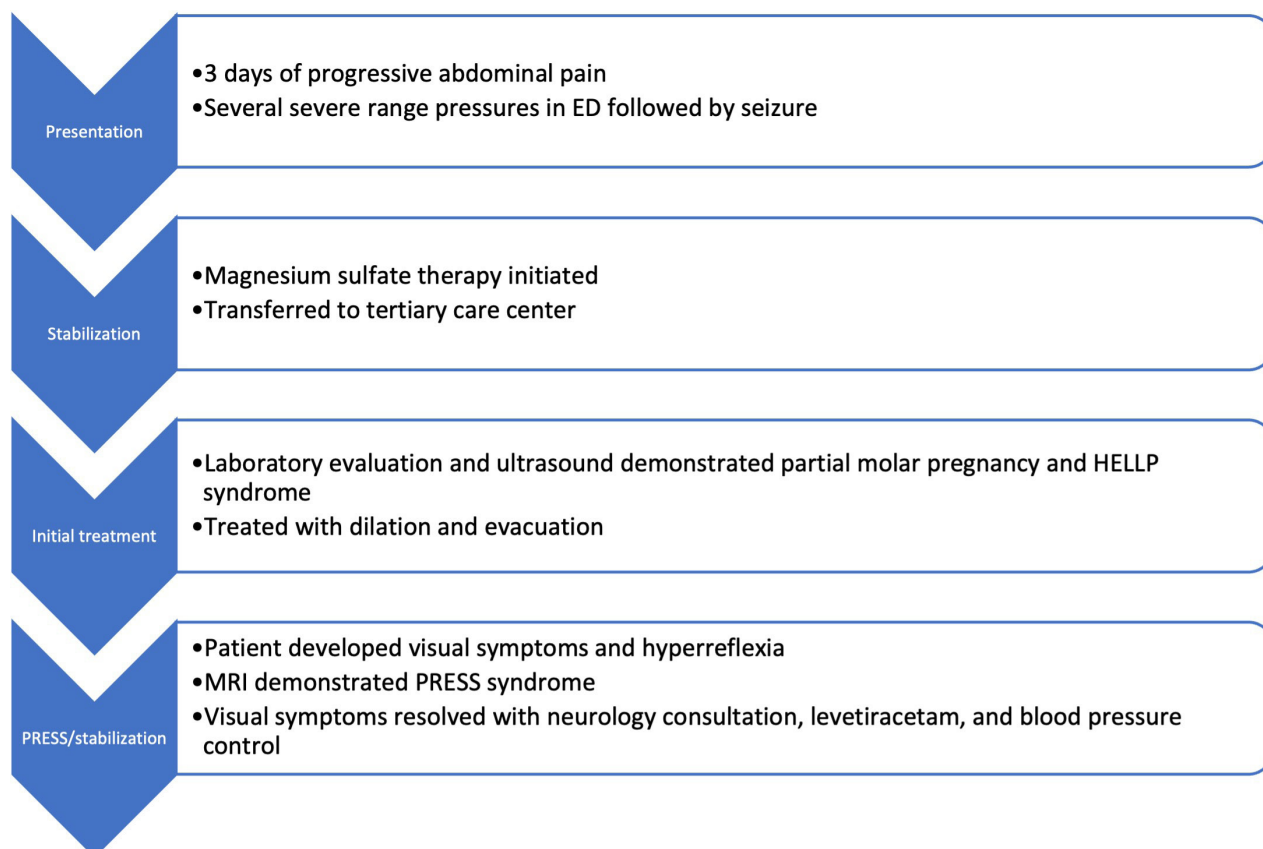 Presentation
•3 days of progressive abdominal pain
•Several severe range pressures in ED followed by seizure
Stabilization
•Magnesium sulfate therapy initiated
•Transferred to tertiary care center
Initial treatment
•Laboratory evaluation and ultrasound demonstrated partial molar pregnancy and HELLP
syndrome
•Treated with dilation and evacuation
PRESS/stabilization
•Patient developed visual symptoms and hyperreflexia
•MRI demonstrated PRESS syndrome
•Visual symptoms resolved with neurology consultation, levetiracetam, and blood pressure
control